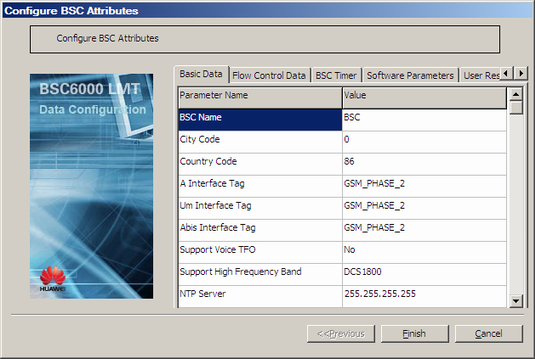 Configure BSC Attributes
Configure BSC Attributes
BSC6000 LMT
Data Configuration
HUAWEI
Basic Data Flow Control Data BSC Timer Software Parameters User Res
Parameter Name Value
BSC Name BSC
City Code 0
Country Code 86
A Interface Tag GSM_PHASE_2
Um Interface Tag GSM_PHASE_2
Abis Interface Tag GSM_PHASE_2
Support Voice TFO No
Support High Frequency Band DCS1800
NTP Server 255.255.255.255
<<Previous Finish Cancel